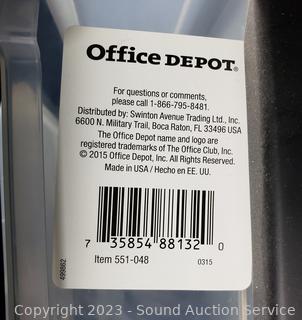 Office DEPOT®
For questions or comments,
please call 1-866-795-8481.
Distributed by: Swinton Avenue Trading Ltd., Inc.
6600 N. Military Trail, Boca Raton, FL 33496 USA
The Office Depot name and logo are
registered trademarks of The Office Club, Inc.
© 2015 Office Depot, Inc. All Rights Reserved.
Made in USA / Hecho en EE. UU.
7 35854 88132 0
Item 551-048 0315
499862
Copyright 2023 - Sound Auction Service